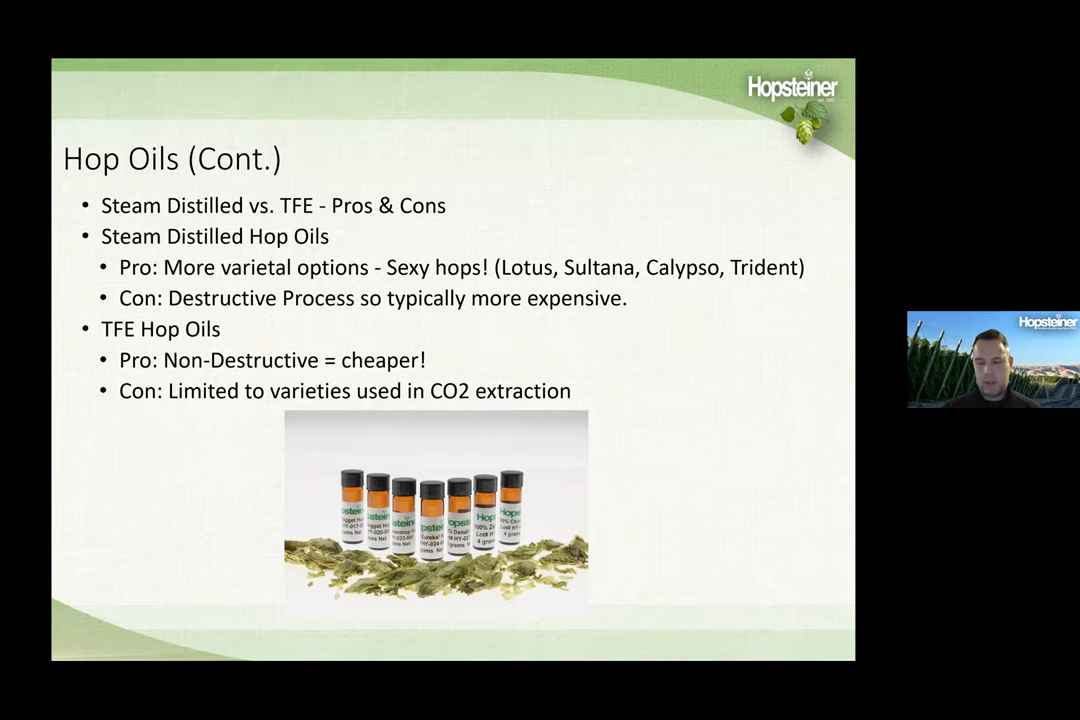 Hopsteiner
Hop Oils (Cont.)
• Steam Distilled vs. TFE - Pros & Cons
• Steam Distilled Hop Oils
• Pro: More varietal options - Sexy hops! (Lotus, Sultana, Calypso, Trident)
• Con: Destructive Process so typically more expensive.
• TFE Hop Oils
• Pro: Non-Destructive = cheaper!
• Con: Limited to varieties used in CO2 extraction
Hopsteiner